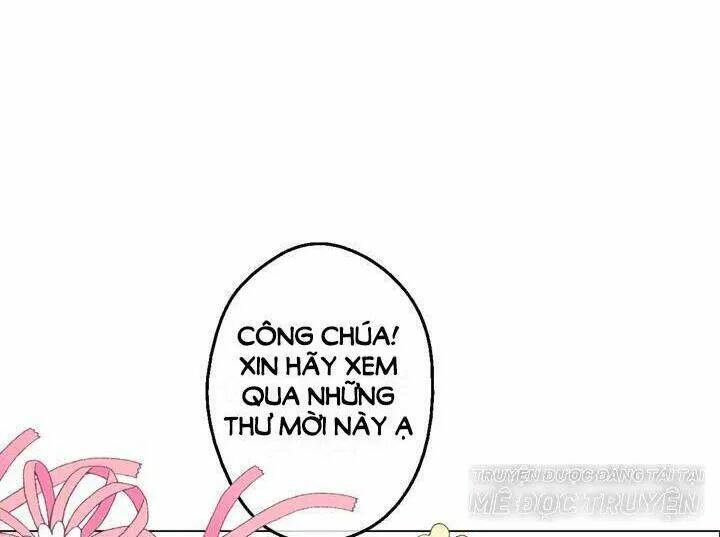 CÔNG CHÚA!
XIN HÃY XEM
QUA NHỮNG
THƯ MỜI NÀY Ạ
TRUYỆN ĐƯỢC ĐĂNG TẢI TẠI
MÊ ĐỌC TRUYỆN